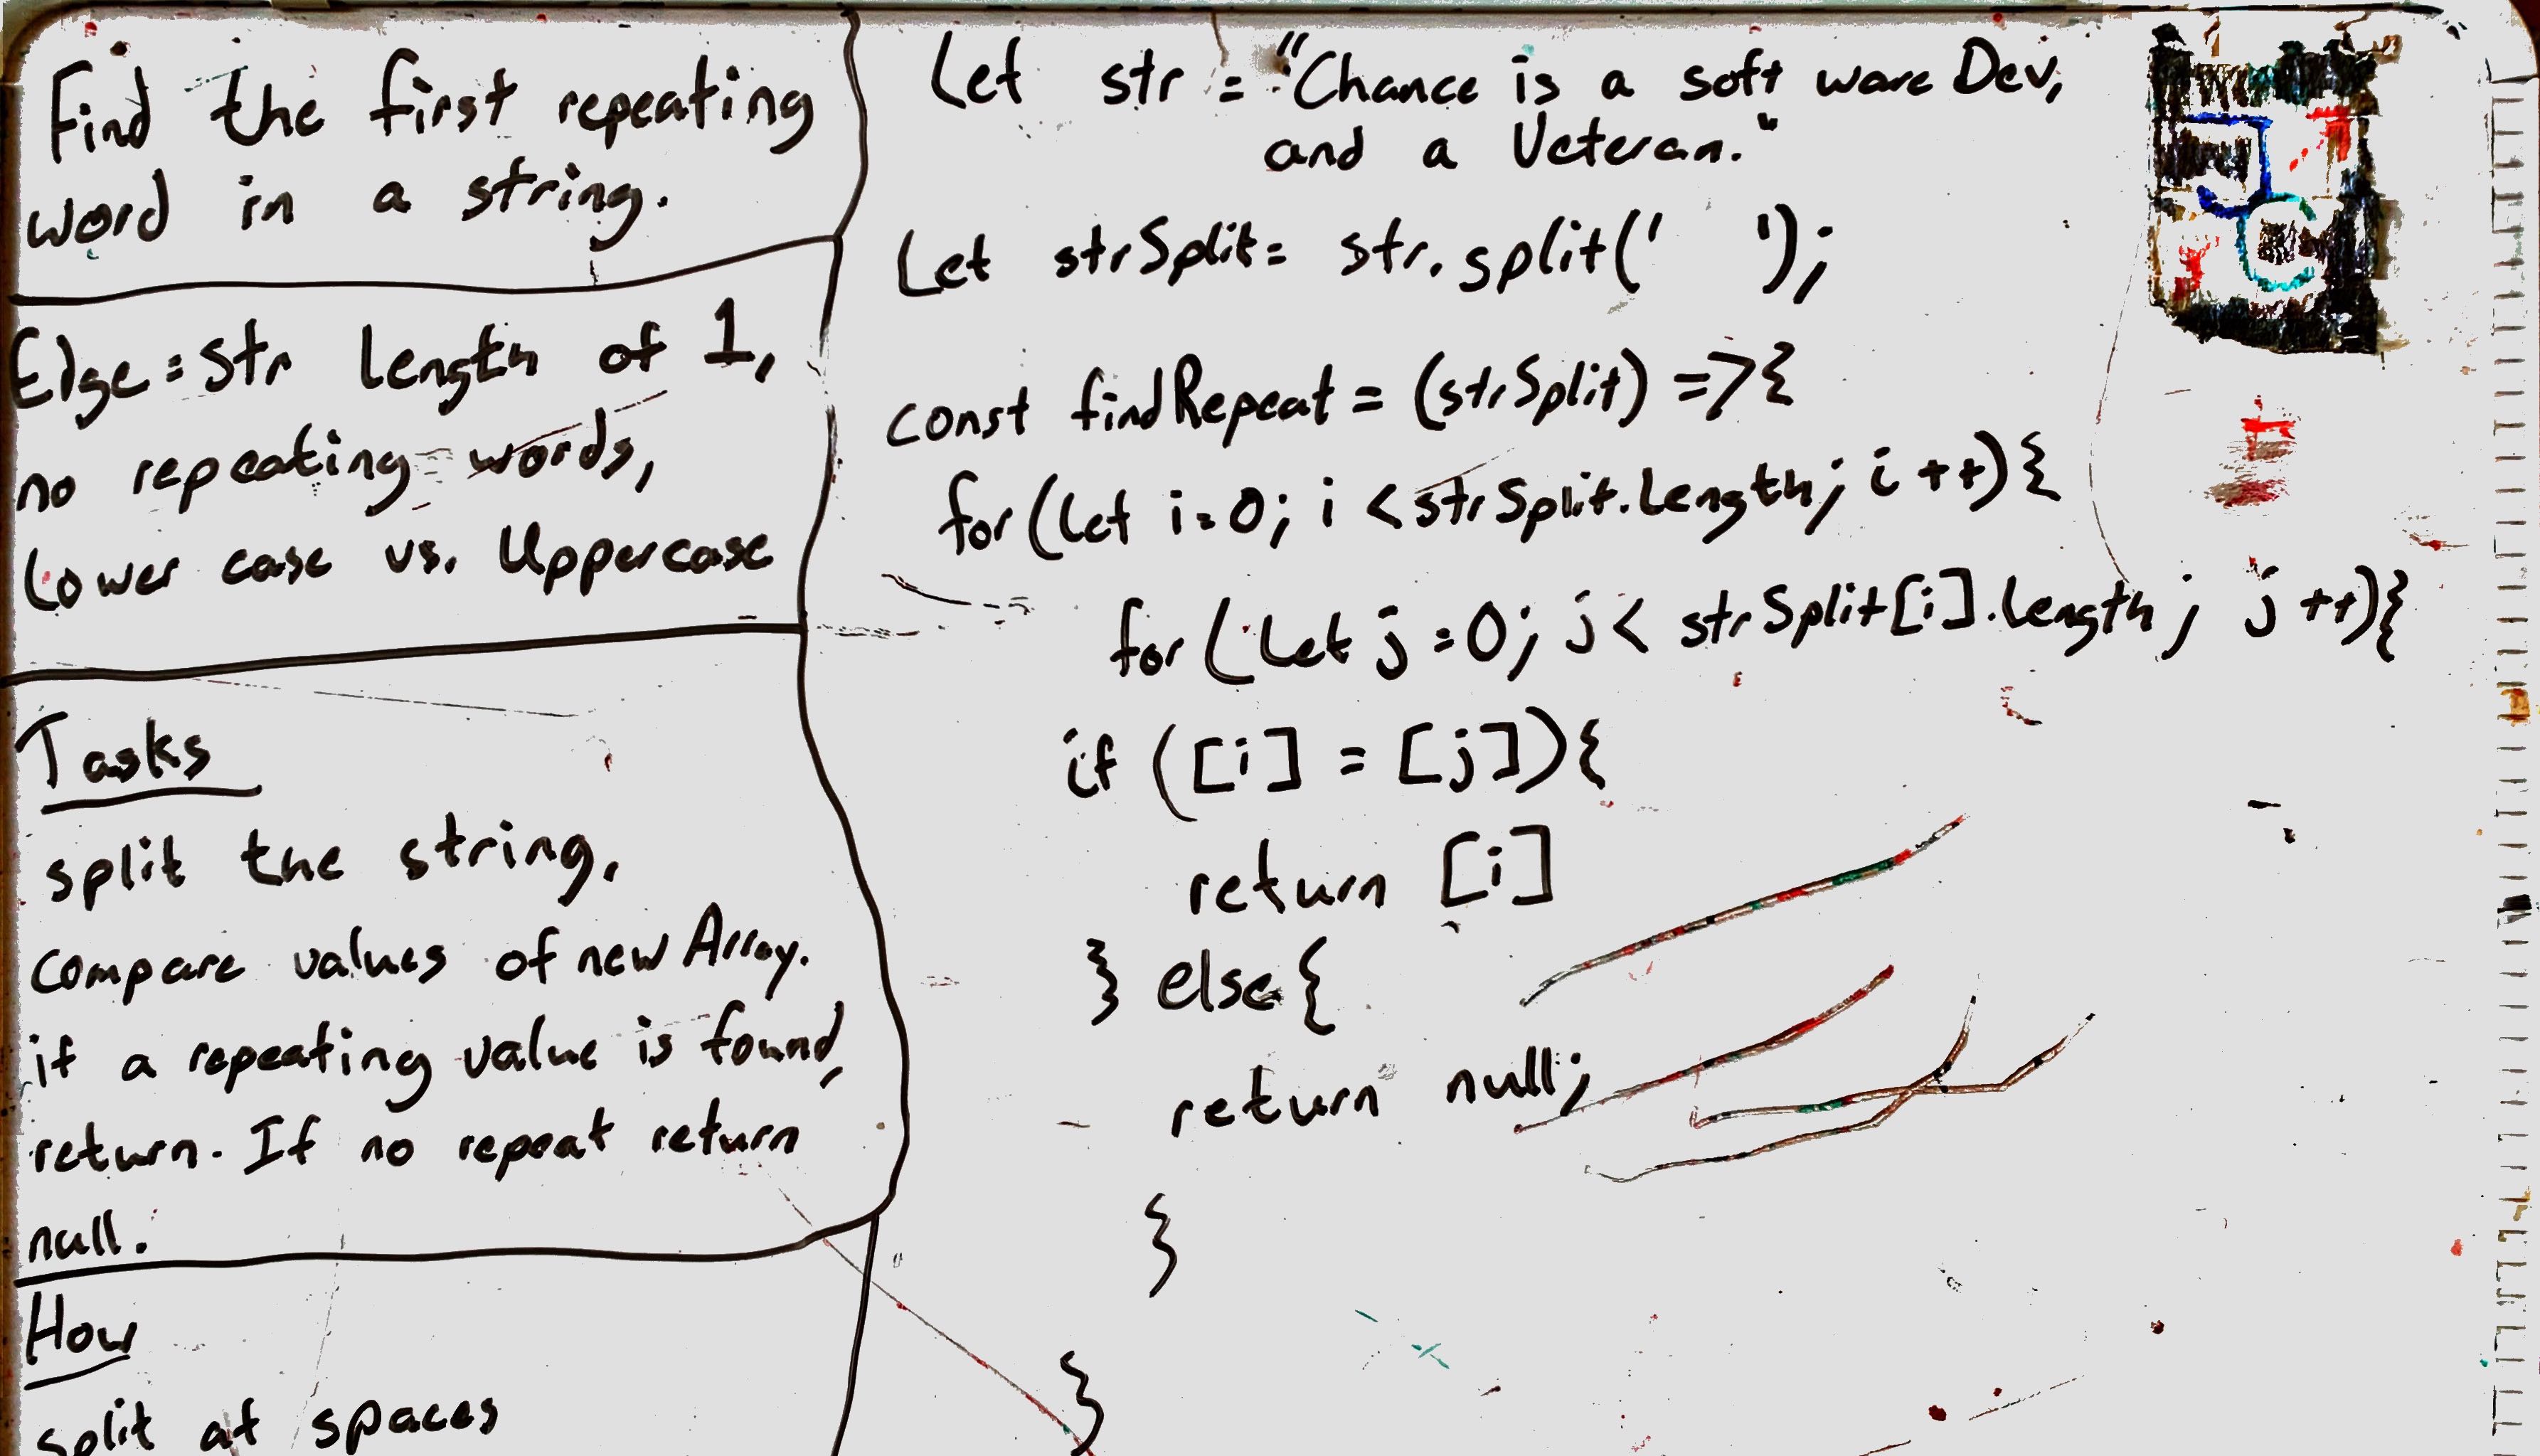 Find the first repeating
word in a string.
Edge = str length of 1,
no repeating words,
Lower case vs. Uppercase
Tasks
split the string,
compare values of new Array.
if a repeating value is found,
return. If no repeat return
null.
How
split at spaces
Let str = "Chance is a soft ware Dev,
and a Veteran."
Let strSplit= str.split(' ');
const findRepeat = (strSplit) =>{
for(let i=0; i <strSplit.length; i ++){
for(let j=0; j< strSplit[i].length; j ++){
if ([i] = [j]){
return [i]
} else{
return null;
}
}